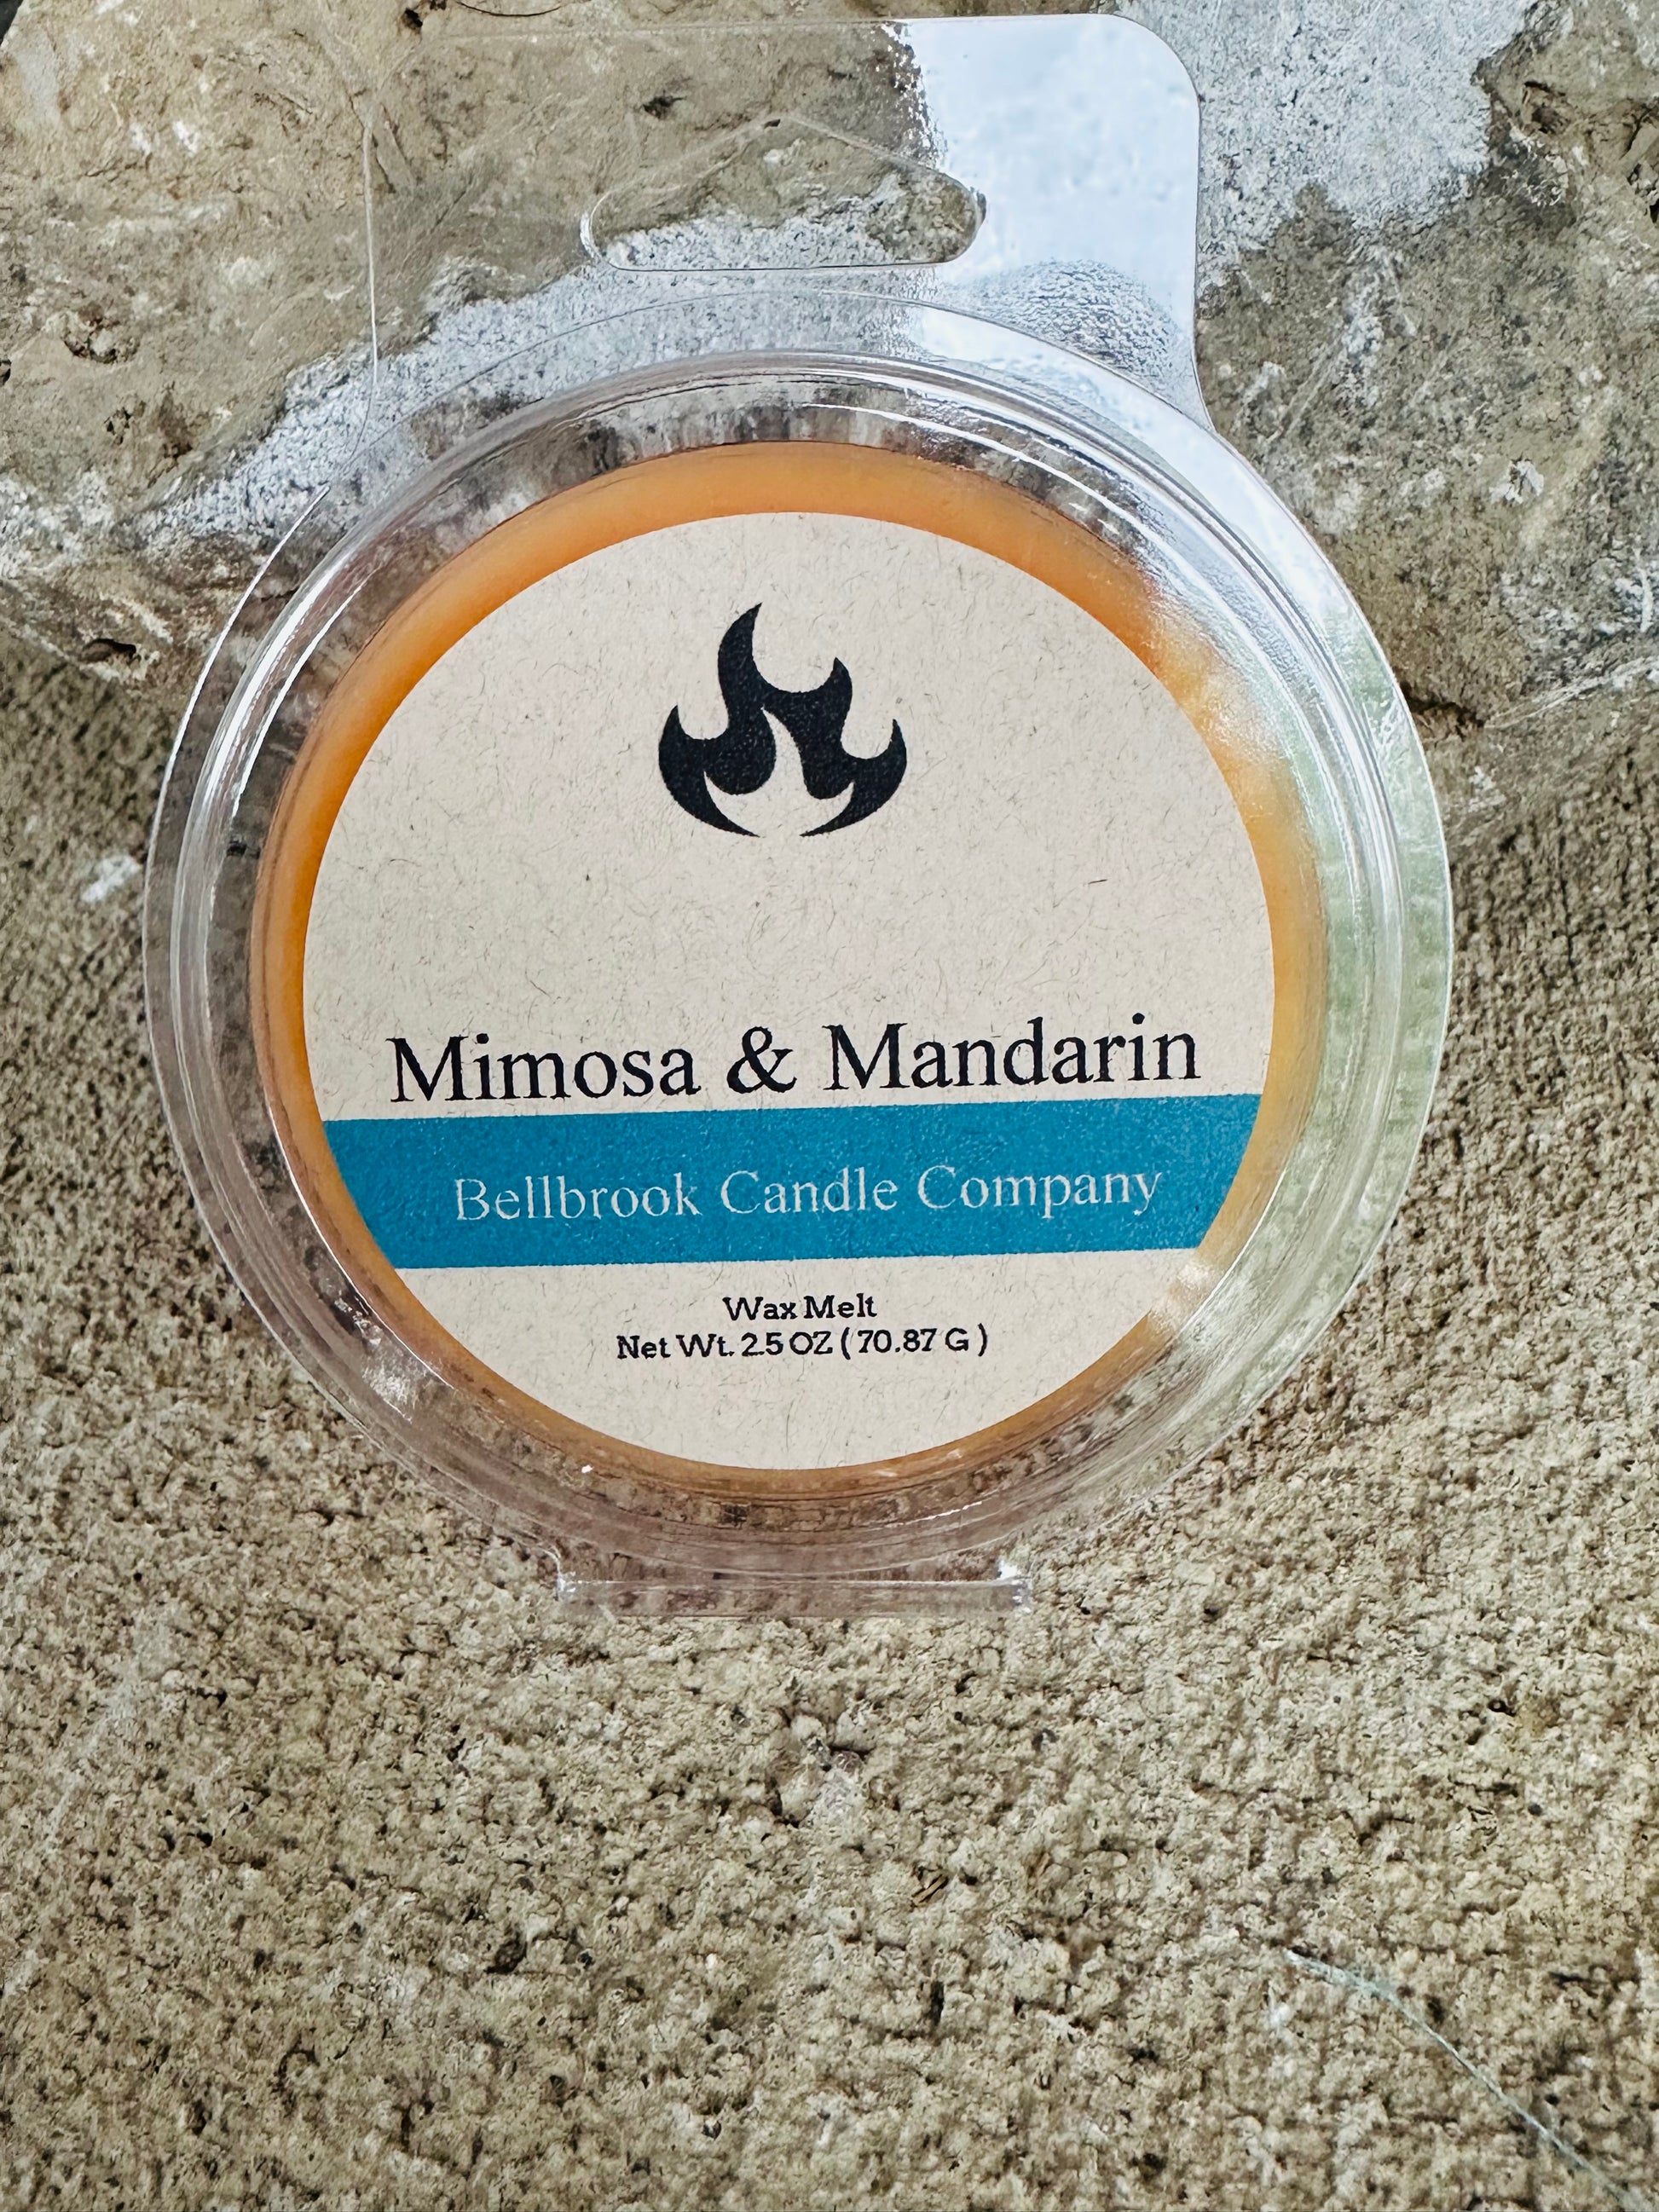 Mimosa & Mandarin
Bellbrook Candle Company
Wax Melt
Net Wt. 2.5 OZ ( 70.87 G )